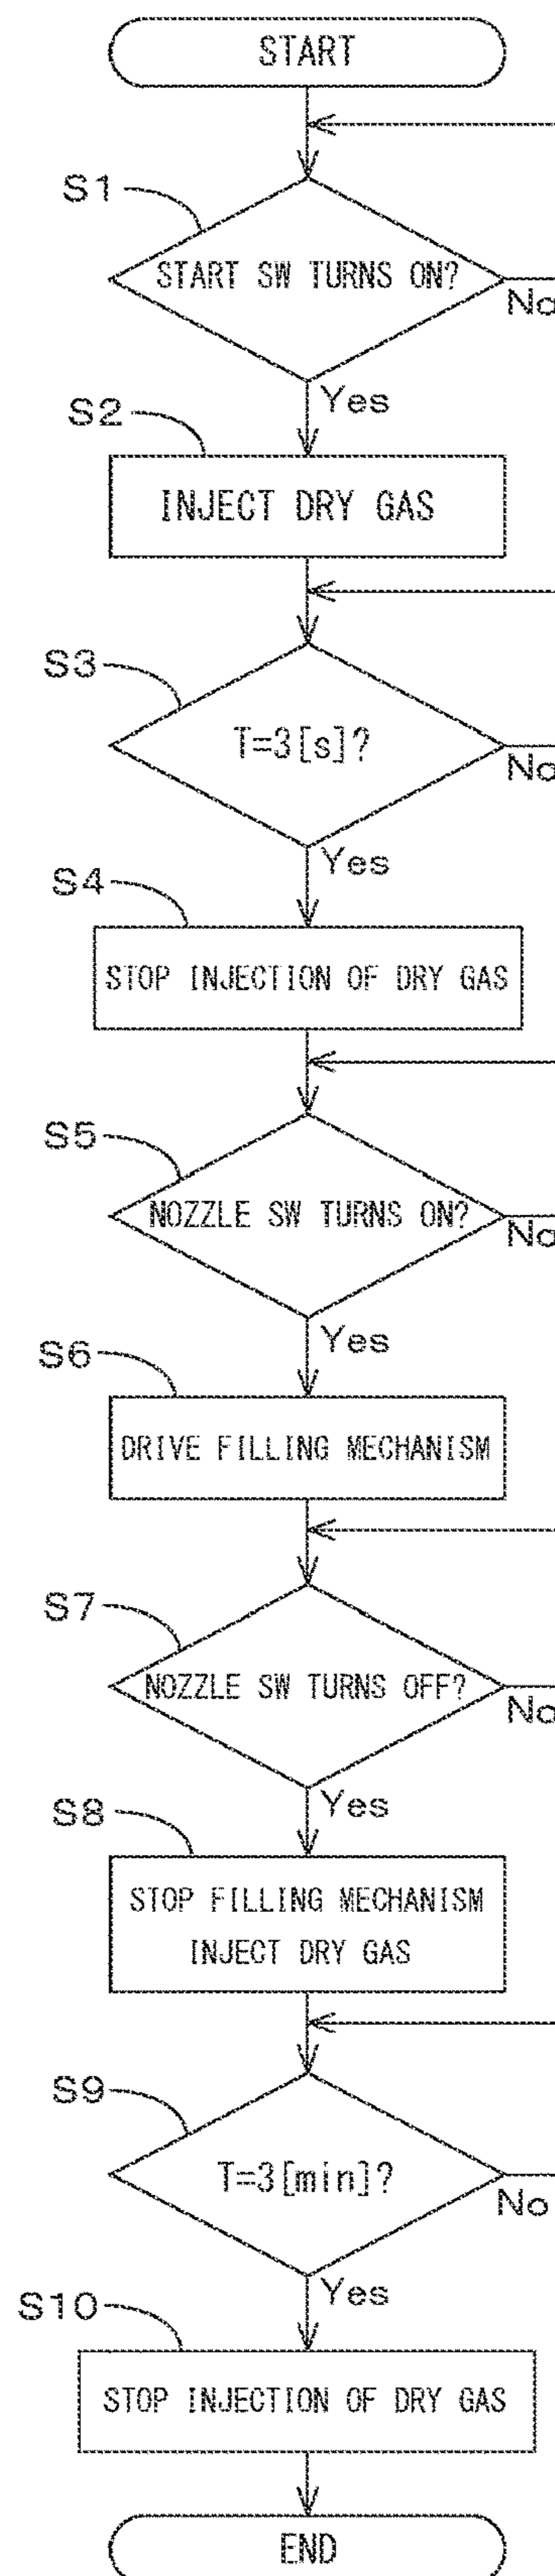 START
S1
START SW TURNS ON?
No
Yes
S2
INJECT DRY GAS
S3
T=3[s]?
No
Yes
S4
STOP INJECTION OF DRY GAS
S5
NOZZLE SW TURNS ON?
No
Yes
S6
DRIVE FILLING MECHANISM
S7
NOZZLE SW TURNS OFF?
No
Yes
S8
STOP FILLING MECHANISM
INJECT DRY GAS
S9
T=3[min]?
No
Yes
S10
STOP INJECTION OF DRY GAS
END